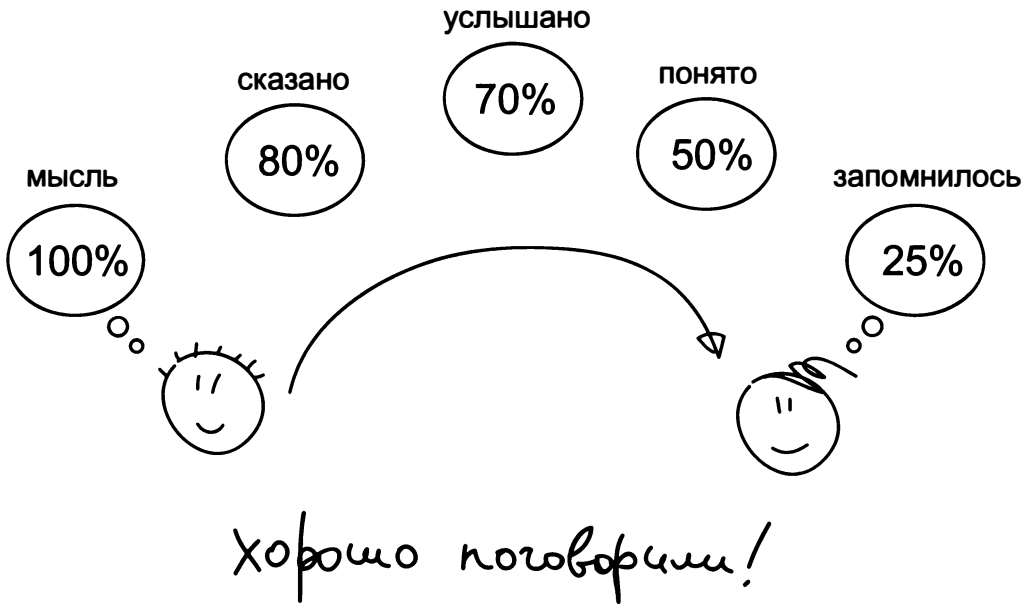 мысль
100%
сказано
80%
услышано
70%
понято
50%
запомнилось
25%
хорошо поговорили!